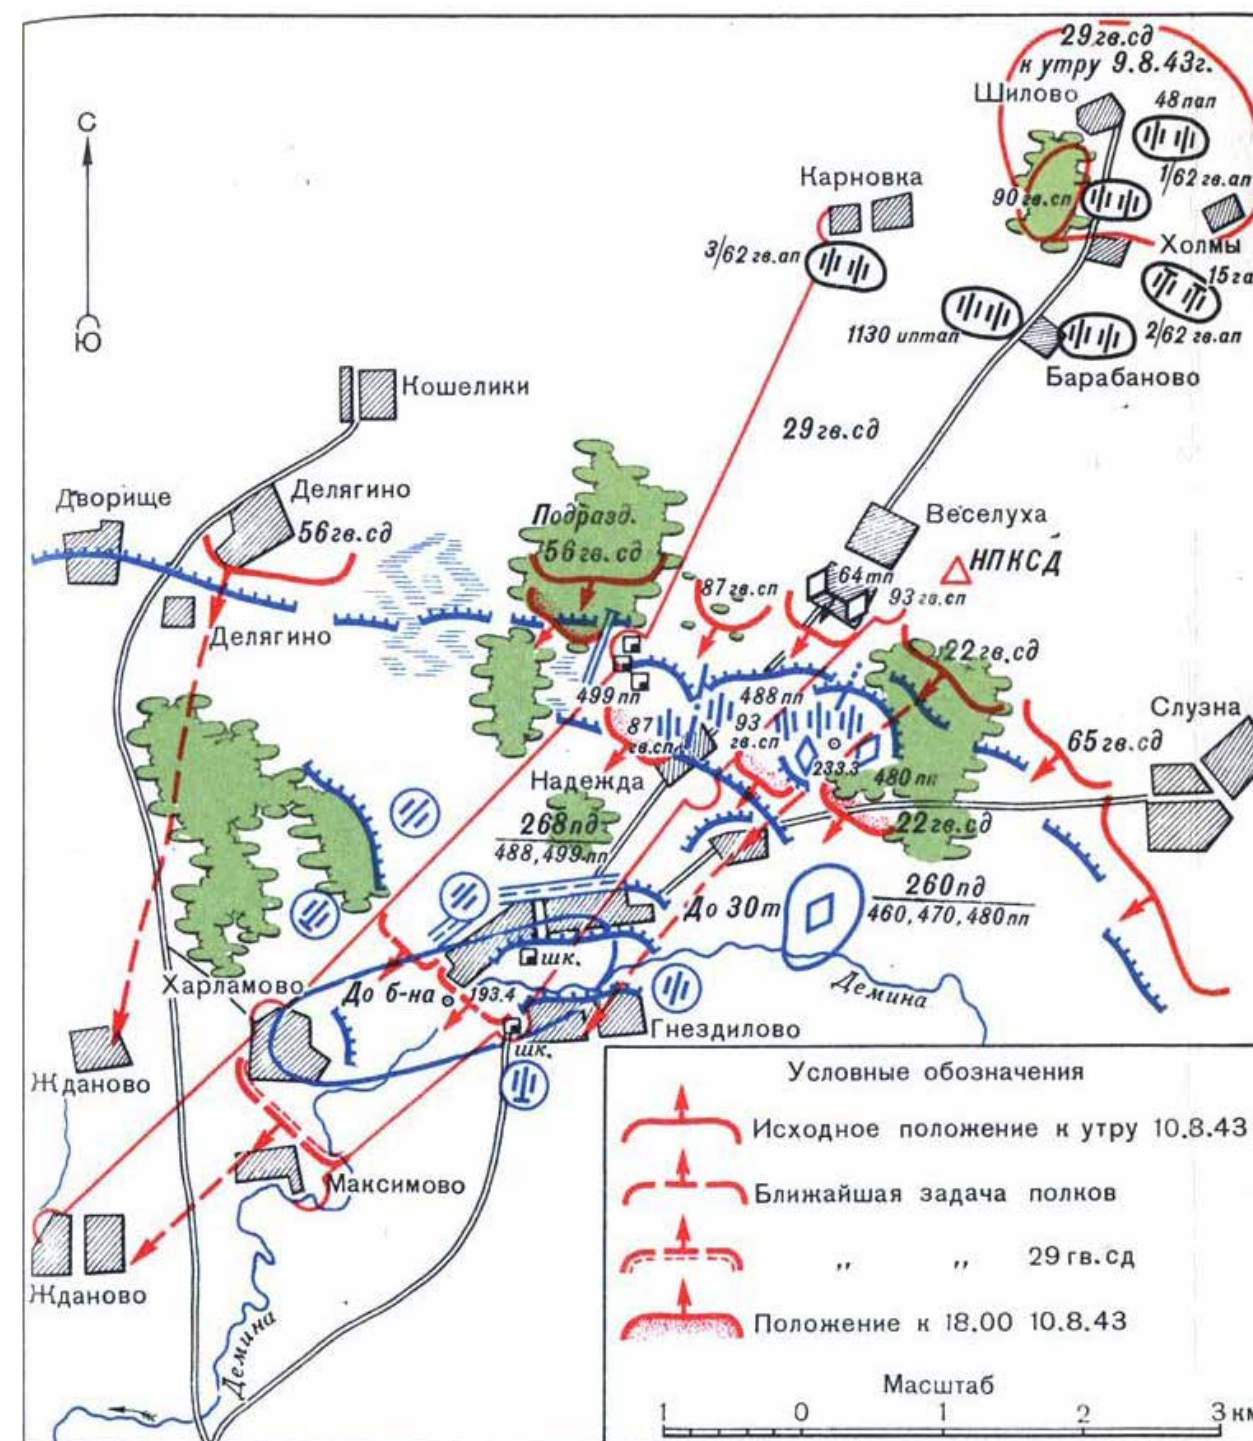 29 гв.сд
к утру 9.8.43г.
Шилово
48 пап
С
Карновка
90 гв.сп
1/62 гв.ап
Холмы
3/62 гв.ап
15 га
1130 иптап
2/62 гв.ап
Ю
Барабаново
Кошелики
29 гв.сд
Дворище
Делягино
Подразд.
56 гв.сд
56 гв.сд
Веселуха
НПКСД
64 тп
87 гв.сп
93 гв.сп
Делягино
22 гв.сд
499 пп
488 пп
Слузна
87
гв.сп
93
гв.сп
65 гв.сд
233.3
480 пп
Надежда
268 пд
488, 499 пп
22 гв.сд
До 30т
260 пд
460, 470, 480 пп
шк.
Харламово
До б-на
193.4
Демина
Гнездилово
шк.
Жданово
Максимово
Жданово
Демина
Условные обозначения
Исходное положение к утру 10.8.43
Ближайшая задача полков
„ „ 29 гв.сд
Положение к 18.00 10.8.43
Масштаб
1 0 1 2 3 км